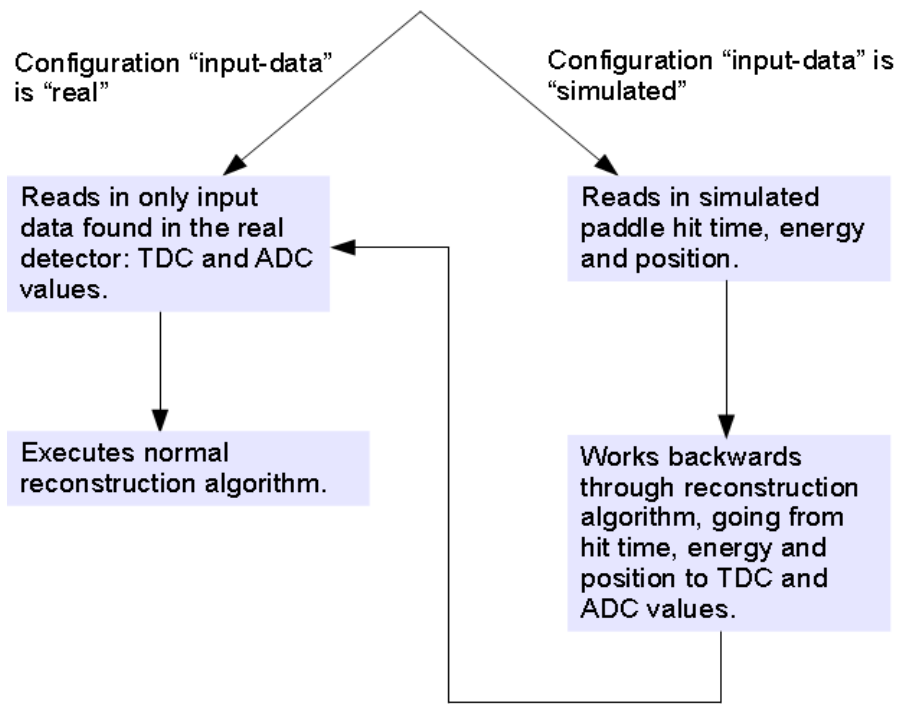 Configuration “input-data”
is “real”
Configuration “input-data” is
“simulated”
Reads in only input
data found in the real
detector: TDC and ADC
values.
Reads in simulated
paddle hit time, energy
and position.
Executes normal
reconstruction algorithm.
Works backwards
through reconstruction
algorithm, going from
hit time, energy and
position to TDC and
ADC values.